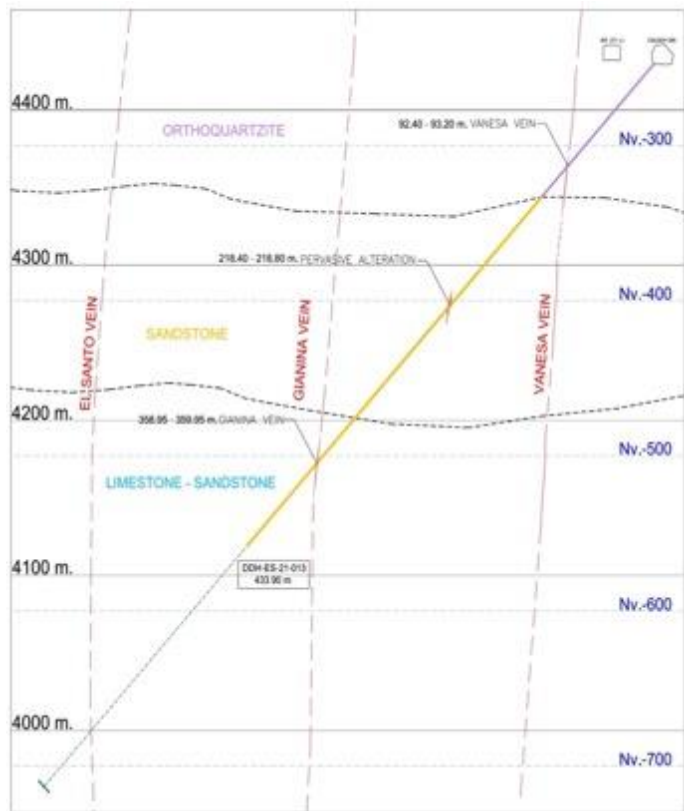 4400 m.
ORTHOQUARTZITE
92.40 - 93.20 m. VANESA VEIN
Nv.-300
4300 m.
218.40 - 218.80 m. PERVASIVE ALTERATION
Nv.-400
EL SANTO VEIN
SANDSTONE
GIANINA VEIN
VANESA VEIN
4200 m.
358.95 - 359.95 m. GIANINA VEIN
Nv.-500
LIMESTONE - SANDSTONE
4100 m.
DDH-ES-21-013
433.90 m
Nv.-600
4000 m.
Nv.-700